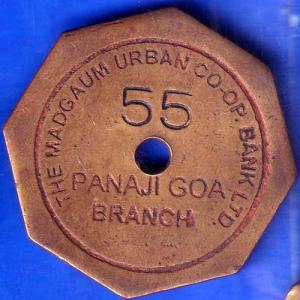 THE MADGAUM URBAN CO-OP. BANK LTD
55
PANAJI GOA
BRANCH